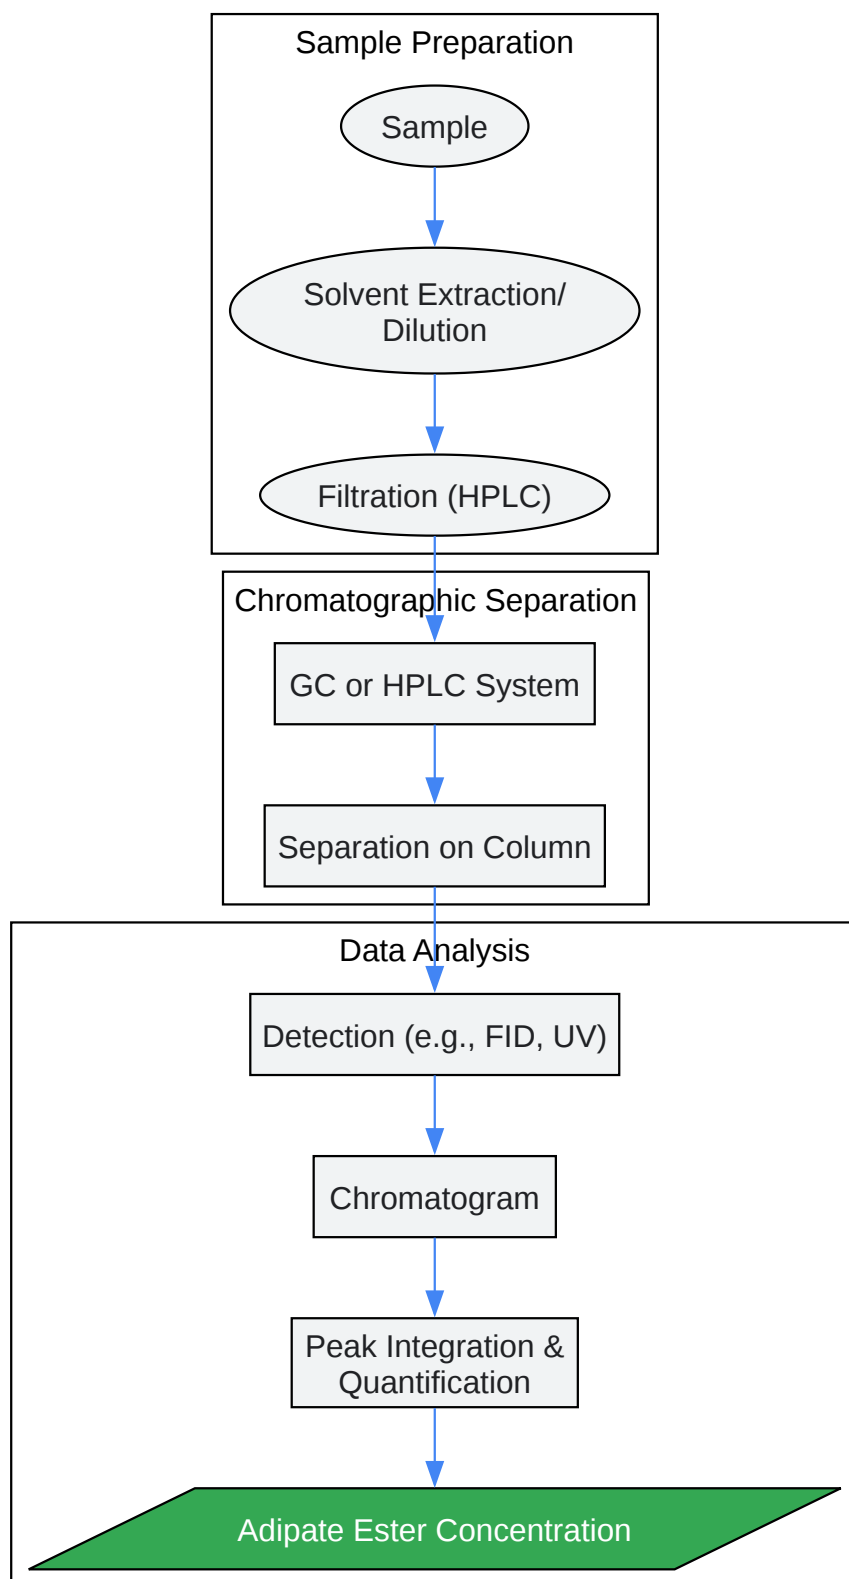 Sample Preparation
Sample
Solvent Extraction/
Dilution
Filtration (HPLC)
Chromatographic Separation
GC or HPLC System
Separation on Column
Data Analysis
Detection (e.g., FID, UV)
Chromatogram
Peak Integration &
Quantification
Adipate Ester Concentration